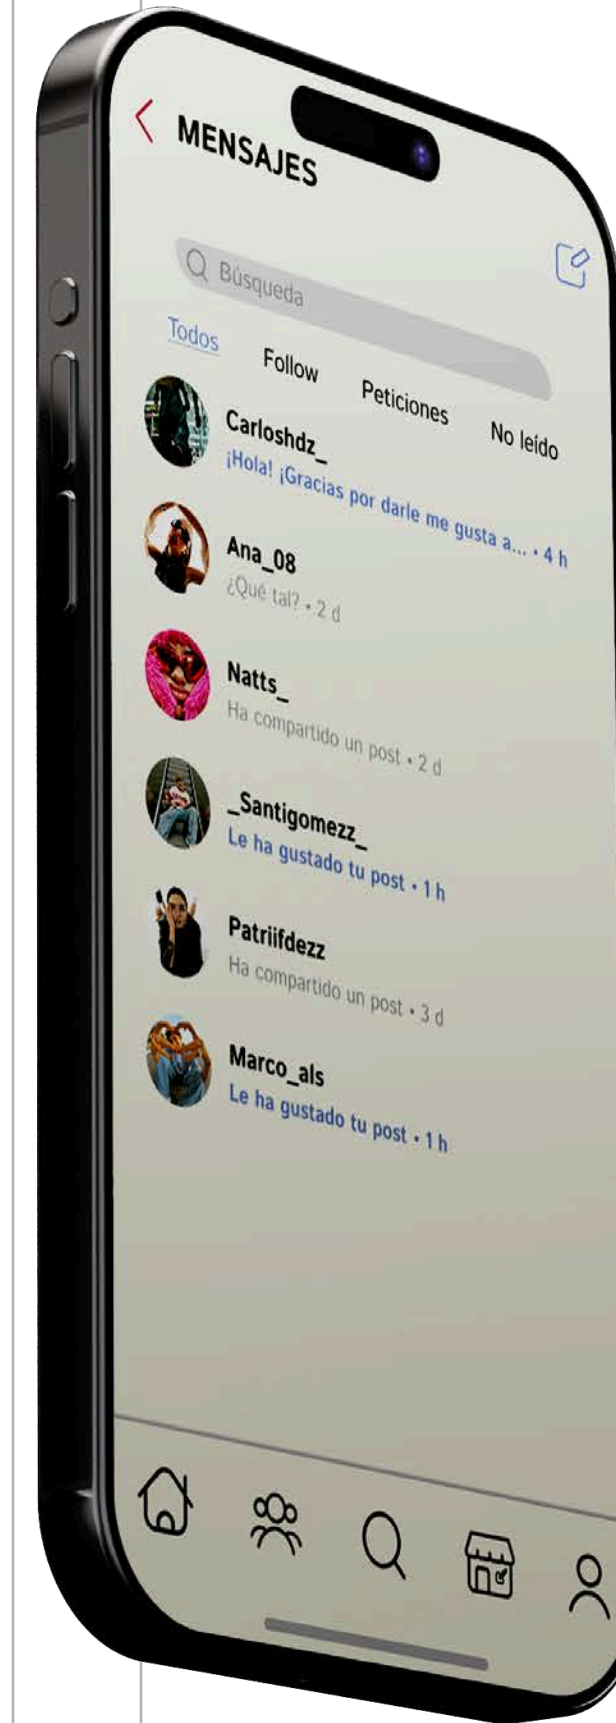 MENSAJES
Búsqueda
Todos Follow Peticiones No leído
Carloshdz_
¡Hola! ¡Gracias por darle me gusta a... • 4 h
Ana_08
¿Qué tal? • 2 d
Natts_
Ha compartido un post • 2 d
_Santigomezz_
Le ha gustado tu post • 1 h
Patriifdezz
Ha compartido un post • 3 d
Marco_als
Le ha gustado tu post • 1 h